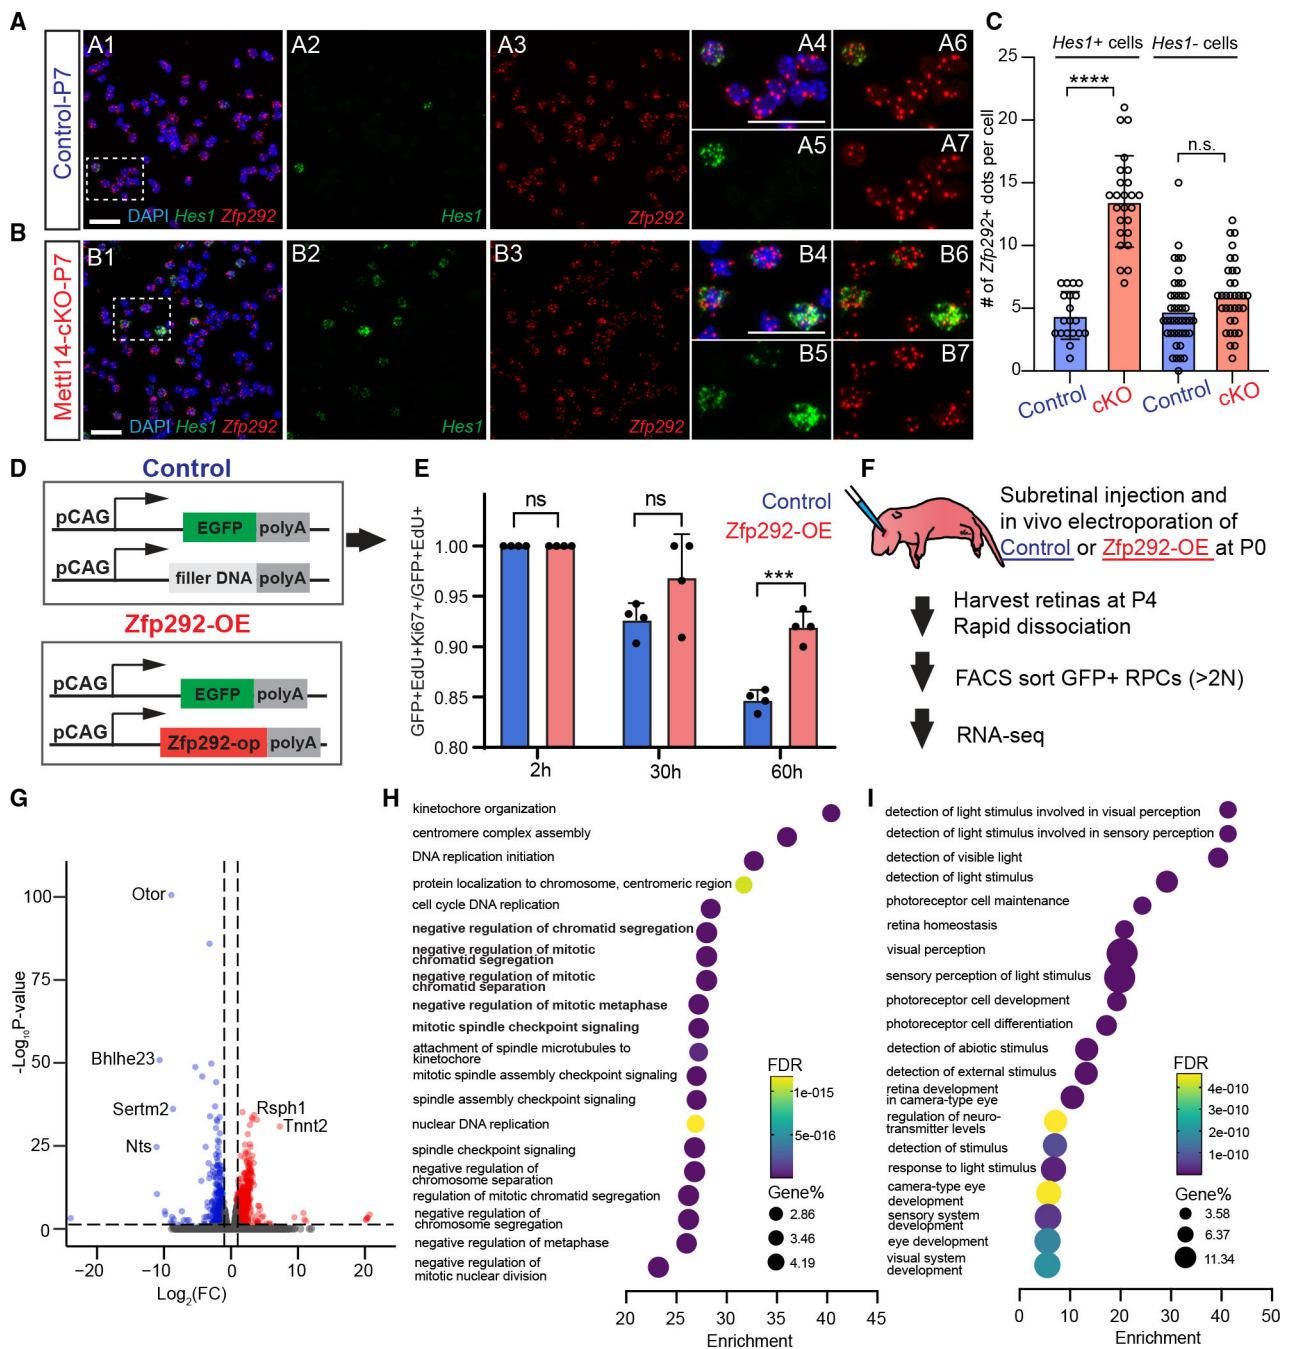 A
Control-P7
A1
DAPI Hes1 Zfp292
A2
Hes1
A3
Zfp292
A4
A5
A6
A7
B
Mettl14-cKO-P7
B1
DAPI Hes1 Zfp292
B2
Hes1
B3
Zfp292
B4
B5
B6
B7
C
Hes1+ cells
Hes1- cells
****
n.s.
# of Zfp292+ dots per cell
25
20
15
10
5
0
Control
cKO
Control
cKO
D
Control
pCAG
EGFP
polyA
pCAG
filler DNA
polyA
Zfp292-OE
pCAG
EGFP
polyA
pCAG
Zfp292-op
polyA
E
GFP+EdU+Ki67+/GFP+EdU+
1.00
0.95
0.90
0.85
0.80
ns
ns
***
Control
Zfp292-OE
2h
30h
60h
F
Subretinal injection and
in vivo electroporation of
Control or Zfp292-OE at P0
Harvest retinas at P4
Rapid dissociation
FACS sort GFP+ RPCs (>2N)
RNA-seq
G
-Log10P-value
100
75
50
25
0
Otor
Bhlhe23
Sertm2
Nts
Rsph1
Tnnt2
−20
−10
0
10
20
Log2(FC)
H
kinetochore organization
centromere complex assembly
DNA replication initiation
protein localization to chromosome, centromeric region
cell cycle DNA replication
negative regulation of chromatid segregation
negative regulation of mitotic
chromatid segregation
negative regulation of mitotic
chromatid separation
negative regulation of mitotic metaphase
mitotic spindle checkpoint signaling
attachment of spindle microtubules to
kinetochore
mitotic spindle assembly checkpoint signaling
spindle assembly checkpoint signaling
nuclear DNA replication
spindle checkpoint signaling
negative regulation of
chromosome separation
regulation of mitotic chromatid segregation
negative regulation of
chromosome segregation
negative regulation of metaphase
negative regulation of
mitotic nuclear division
FDR
1e-015
5e-016
Gene%
2.86
3.46
4.19
20
25
30
35
40
45
Enrichment
I
detection of light stimulus involved in visual perception
detection of light stimulus involved in sensory perception
detection of visible light
detection of light stimulus
photoreceptor cell maintenance
retina homeostasis
visual perception
sensory perception of light stimulus
photoreceptor cell development
photoreceptor cell differentiation
detection of abiotic stimulus
detection of external stimulus
retina development
in camera-type eye
regulation of neuro-
transmitter levels
detection of stimulus
response to light stimulus
camera-type eye
development
sensory system
development
eye development
visual system
development
FDR
4e-010
3e-010
2e-010
1e-010
Gene%
3.58
6.37
11.34
0
10
20
30
40
50
Enrichment